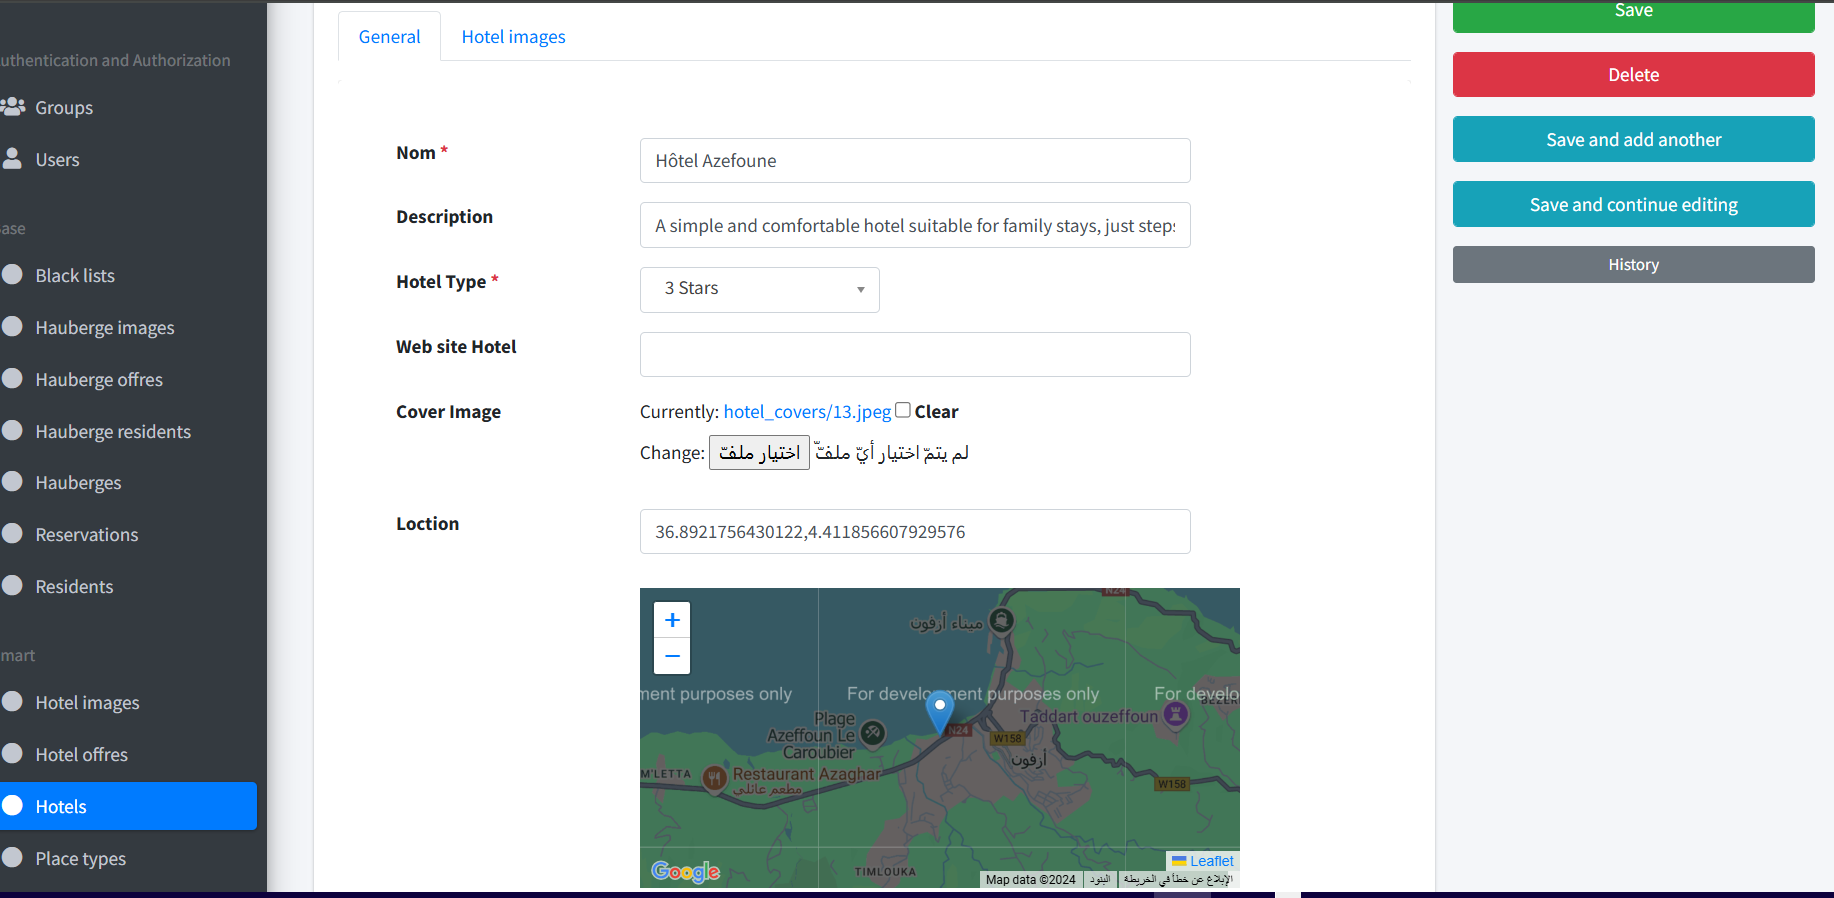 uthentication and Authorization
Groups
Users
ase
Black lists
Hauberge images
Hauberge offres
Hauberge residents
Hauberges
Reservations
Residents
mart
Hotel images
Hotel offres
Hotels
Place types
General
Hotel images
Nom *
Hôtel Azefoune
Description
A simple and comfortable hotel suitable for family stays, just steps
Hotel Type *
3 Stars
Web site Hotel
Cover Image
Currently: hotel_covers/13.jpeg Clear
Change: اختيار ملفّ لم يتمّ اختيار أيّ ملفّ
Loction
36.8921756430122,4.411856607929576
+
−
N24
ميناء أزفون
ment purposes only
For development purposes only
For develo
Taddart ouzeffoun
Plage
Azeffoun Le
Caroubier
N24
W158
أزفون
M'LETTA
Restaurant Azaghar
مطعم عائلي
W158
TIMLOUKA
Google
Leaflet
Map data ©2024
البنود
الإبلاغ عن خطأ في الخريطة
Save
Delete
Save and add another
Save and continue editing
History